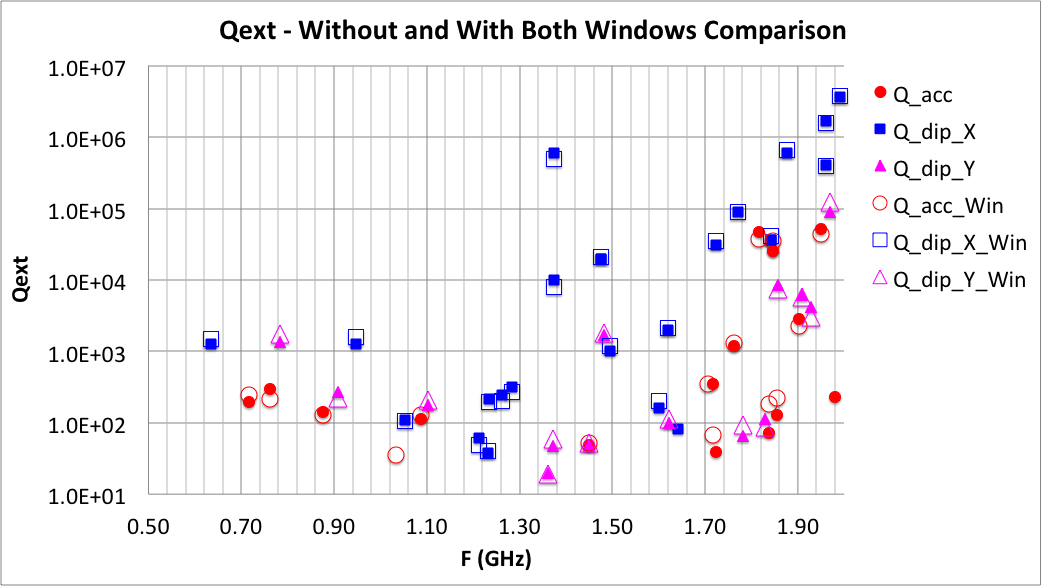 Qext - Without and With Both Windows Comparison
1.0E+07
1.0E+06
1.0E+05
1.0E+04
1.0E+03
1.0E+02
1.0E+01
Qext
0.50 0.70 0.90 1.10 1.30 1.50 1.70 1.90
F (GHz)
Q_acc
Q_dip_X
Q_dip_Y
Q_acc_Win
Q_dip_X_Win
Q_dip_Y_Win